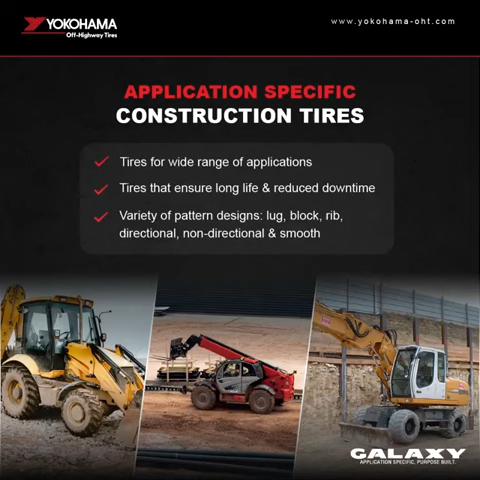 YOKOHAMA
Off-Highway Tires
www.yokohama-oht.com
APPLICATION SPECIFIC
CONSTRUCTION TIRES
Tires for wide range of applications
Tires that ensure long life & reduced downtime
Variety of pattern designs: lug, block, rib,
directional, non-directional & smooth
GALAXY
APPLICATION SPECIFIC. PURPOSE BUILT.